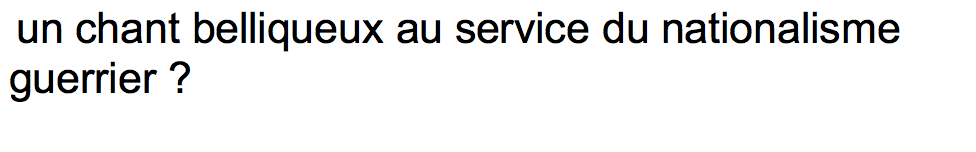 un chant belliqueux au service du nationalisme
guerrier ?